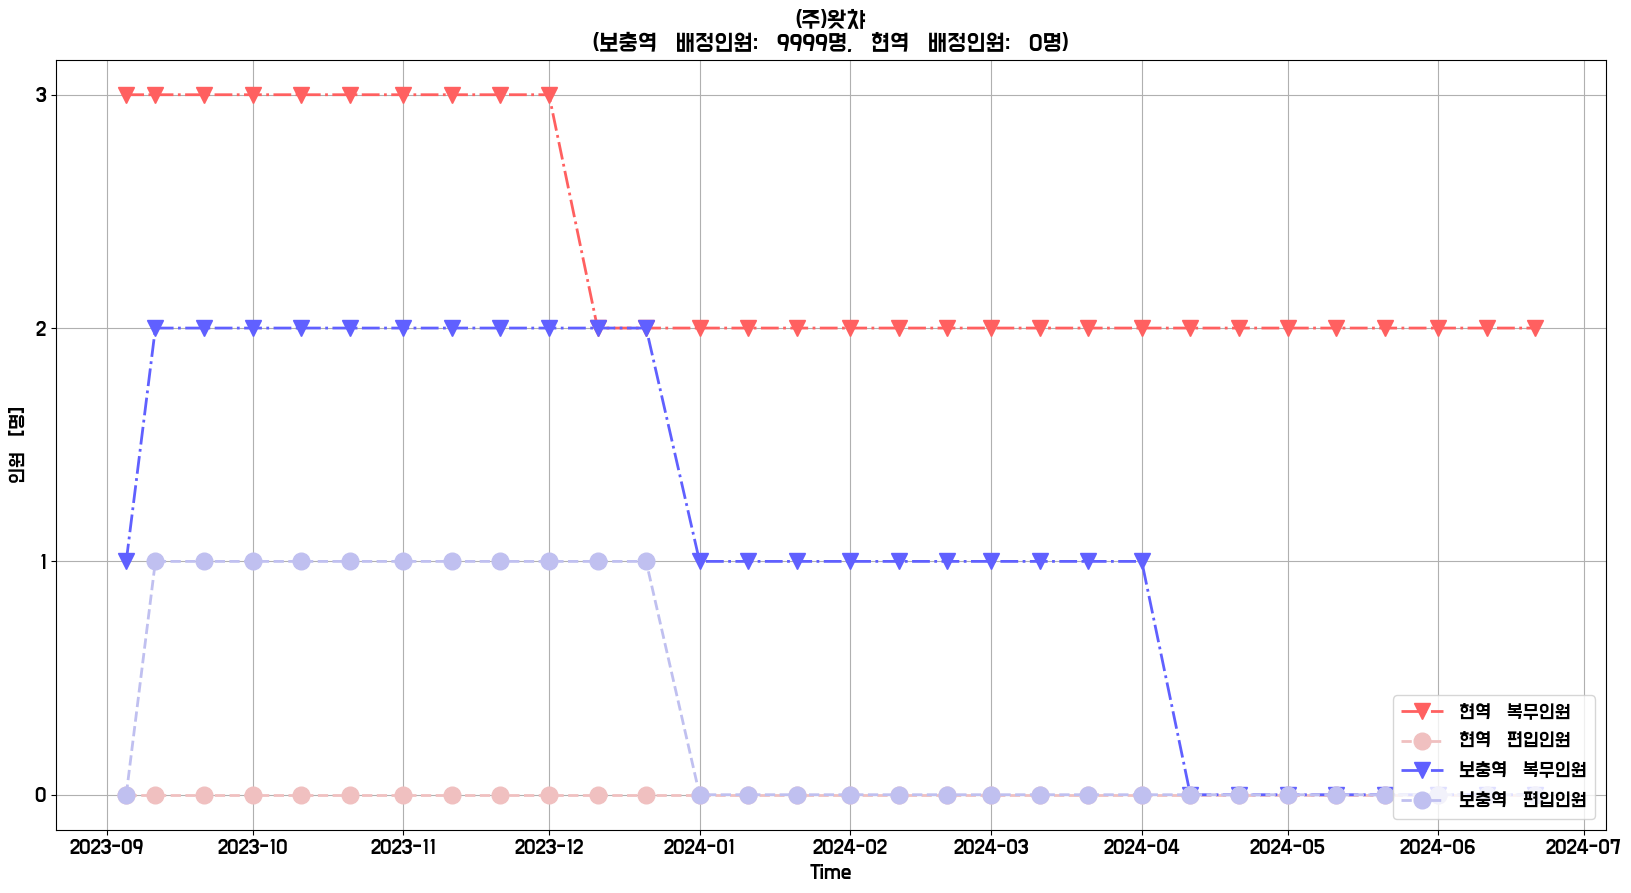 (주)왓챠
(보충역 배정인원: 9999명, 현역 배정인원: 0명)
3
2
1
0
인원 [명]
2023-09 2023-10 2023-11 2023-12 2024-01 2024-02 2024-03 2024-04 2024-05 2024-06 2024-07
Time
현역 복무인원
현역 편입인원
보충역 복무인원
보충역 편입인원